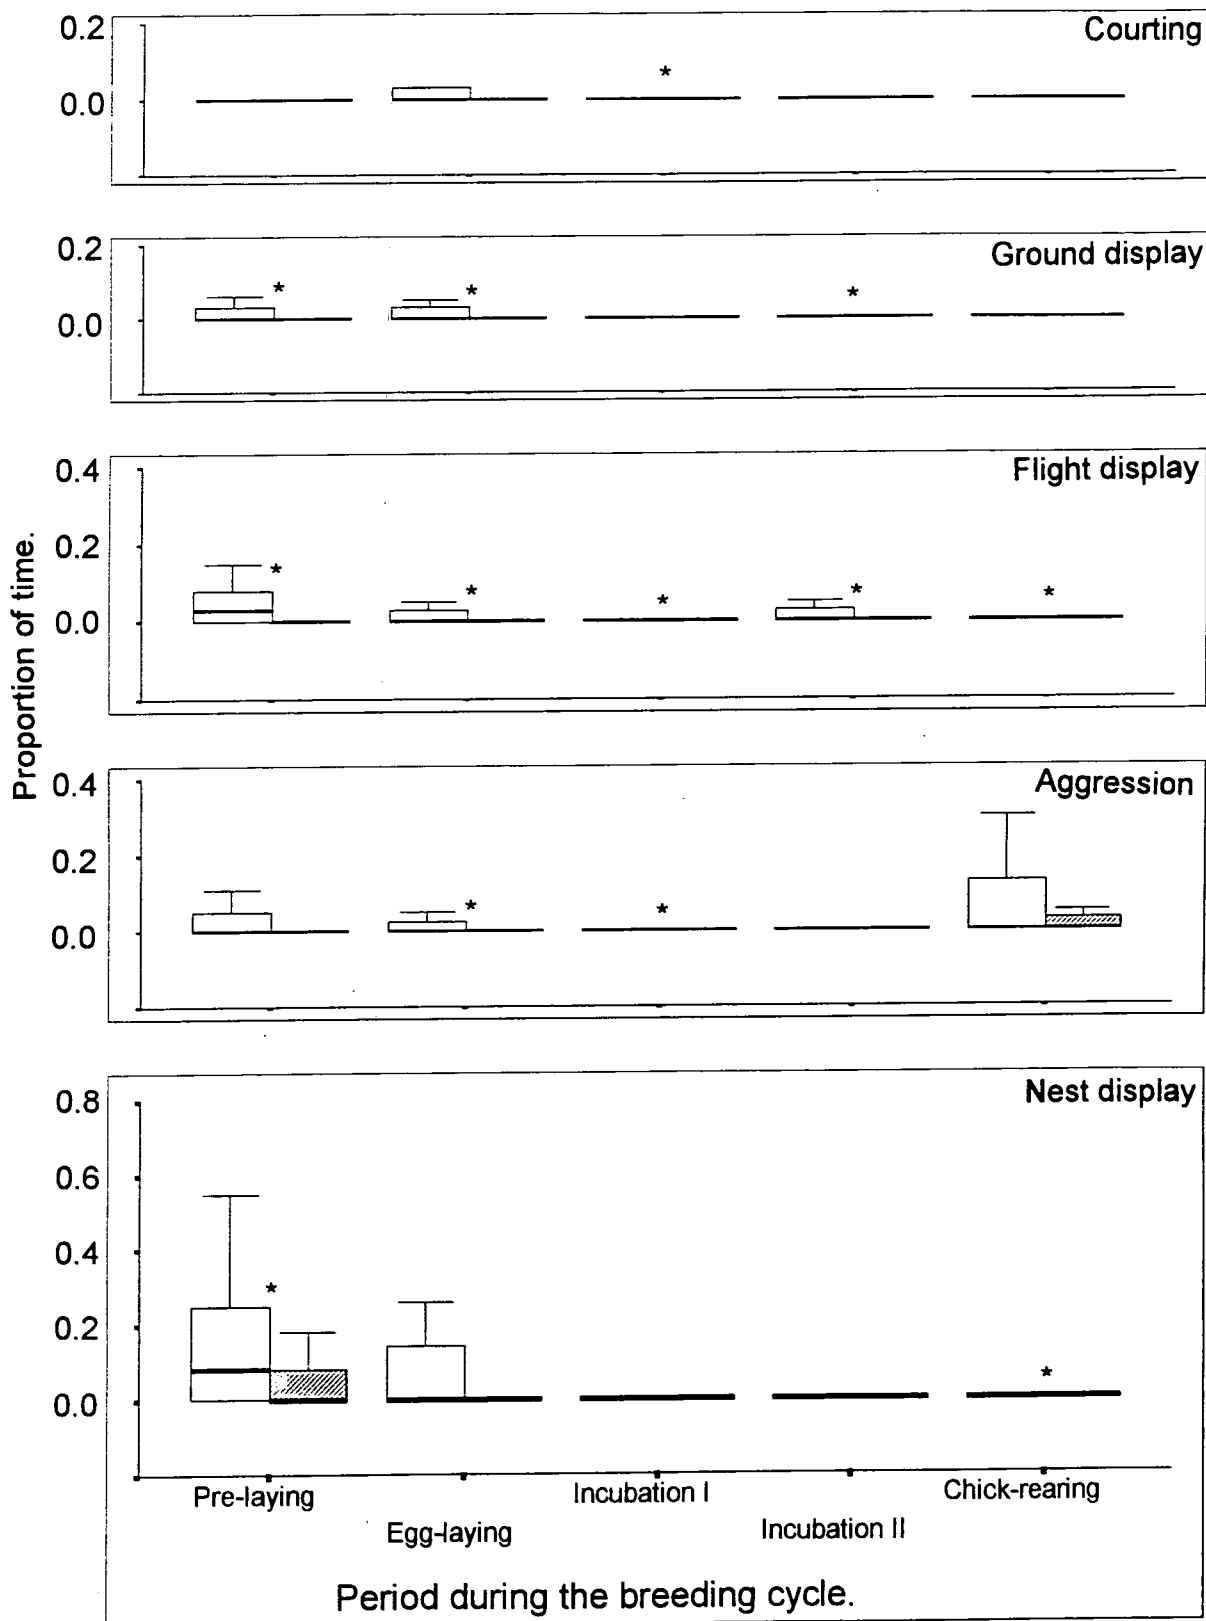 Courting
0.2
*
0.0
Ground display
0.2
* * *
0.0
Flight display
0.4
0.2
* * * * *
0.0
Proportion of time.
Aggression
0.4
0.2
* *
0.0
Nest display
0.8
0.6
0.4
*
0.2
*
0.0
Pre-laying Incubation I Chick-rearing
Egg-laying Incubation II
Period during the breeding cycle.